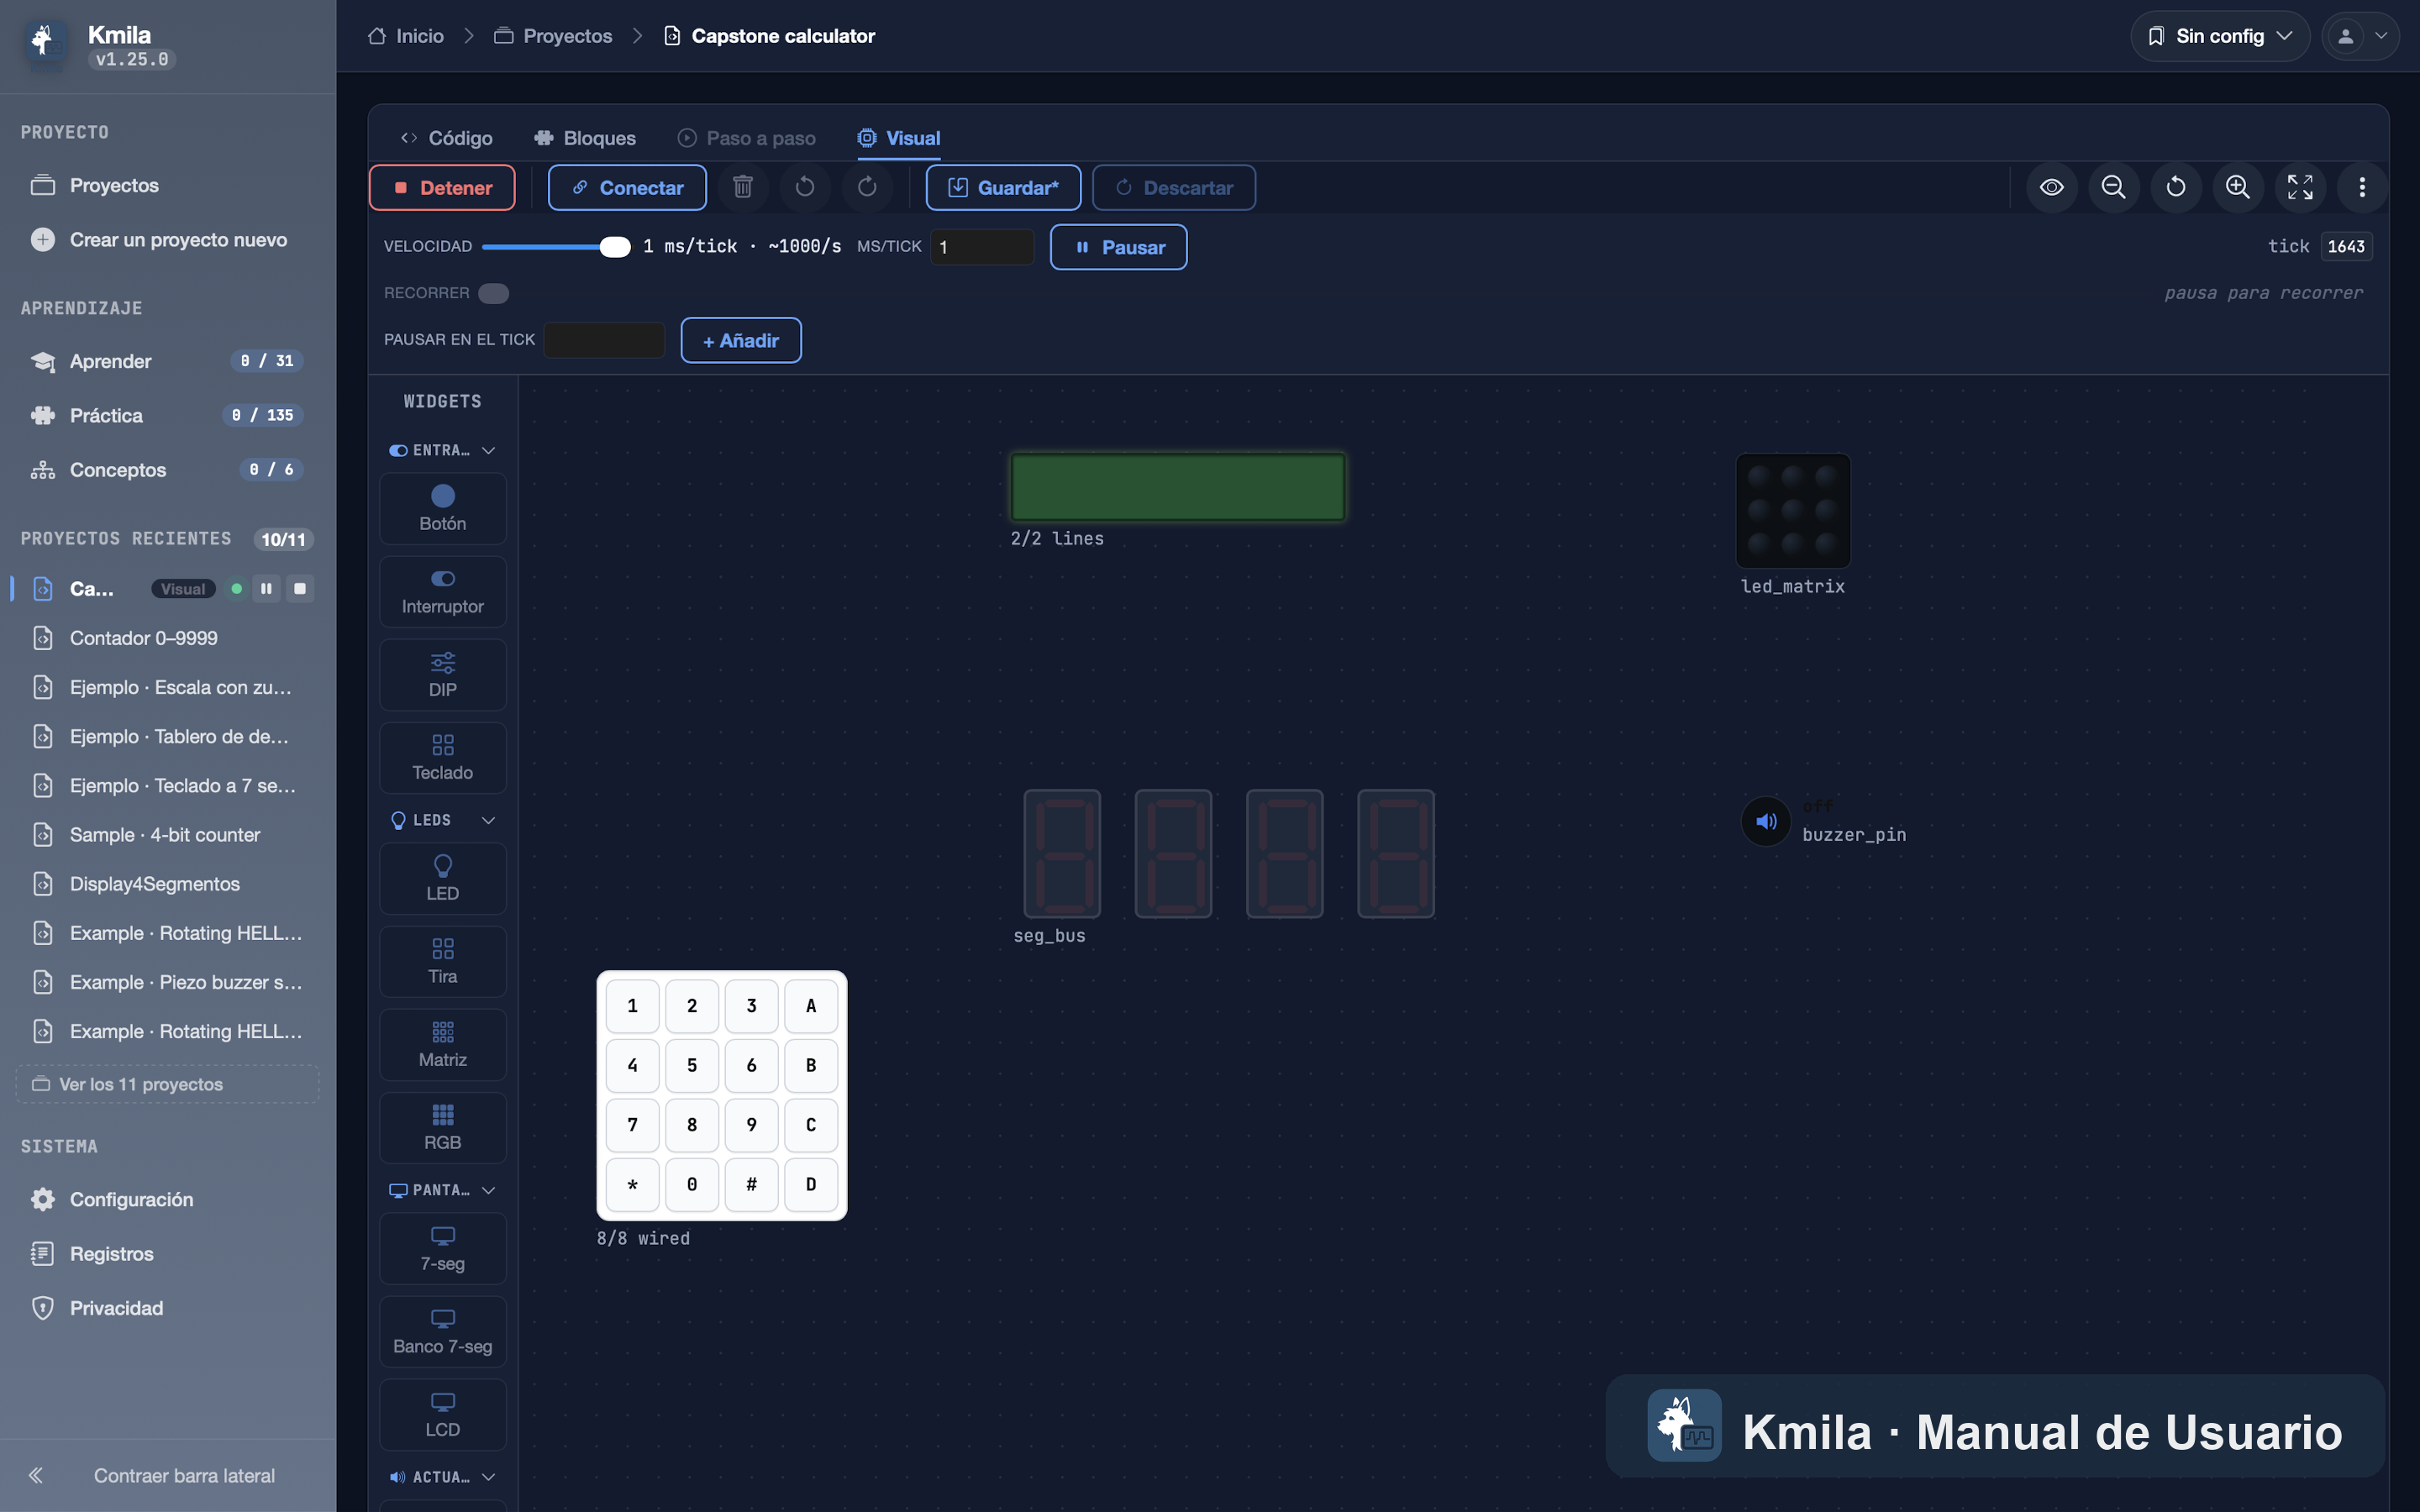 Kmila
v1.25.0
PROYECTO
Proyectos
Crear un proyecto nuevo
APRENDIZAJE
Aprender 0 / 31
Práctica 0 / 135
Conceptos 0 / 6
PROYECTOS RECIENTES 10/11
Ca... Visual
Contador 0–9999
Ejemplo · Escala con zu...
Ejemplo · Tablero de de...
Ejemplo · Teclado a 7 se...
Sample · 4-bit counter
Display4Segmentos
Example · Rotating HELL...
Example · Piezo buzzer s...
Example · Rotating HELL...
Ver los 11 proyectos
SISTEMA
Configuración
Registros
Privacidad
Contraer barra lateral
Inicio > Proyectos > Capstone calculator
Sin config
Código Bloques Paso a paso Visual
Detener Conectar Guardar* Descartar
VELOCIDAD 1 ms/tick · ~1000/s MS/TICK 1 Pausar tick 1643
RECORRER pausa para recorrer
PAUSAR EN EL TICK + Añadir
WIDGETS
ENTRA...
Botón
Interruptor
DIP
Teclado
LEDS
LED
Tira
Matriz
RGB
PANTA...
7-seg
Banco 7-seg
LCD
ACTUA...
2/2 lines
led_matrix
seg_bus
off
buzzer_pin
1 2 3 A
4 5 6 B
7 8 9 C
* 0 # D
8/8 wired
Kmila · Manual de Usuario